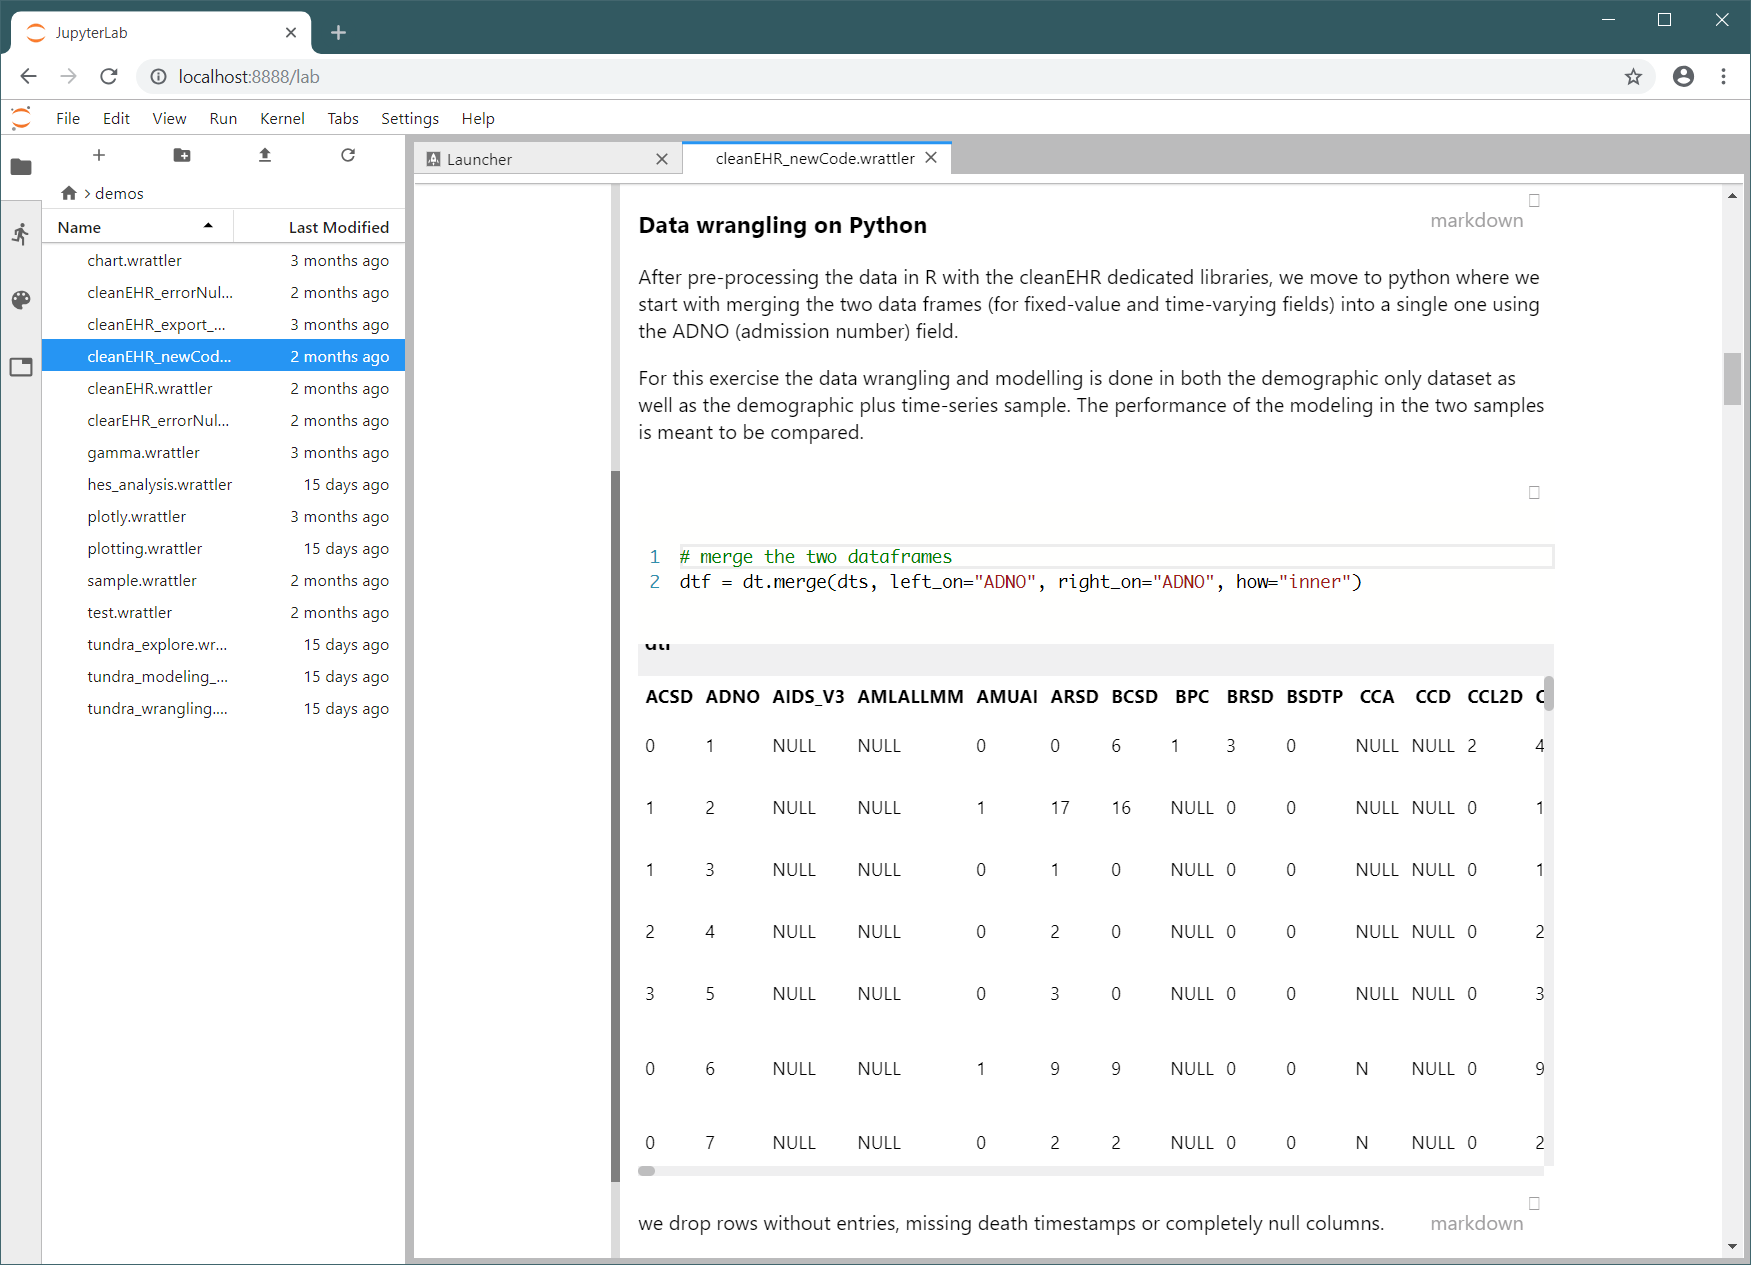 JupyterLab
localhost:8888/lab
File Edit View Run Kernel Tabs Settings Help
demos
Name Last Modified
chart.wrattler 3 months ago
cleanEHR_errorNul... 2 months ago
cleanEHR_export_... 3 months ago
cleanEHR_newCod... 2 months ago
cleanEHR.wrattler 2 months ago
clearEHR_errorNul... 2 months ago
gamma.wrattler 3 months ago
hes_analysis.wrattler 15 days ago
plotly.wrattler 3 months ago
plotting.wrattler 15 days ago
sample.wrattler 2 months ago
test.wrattler 2 months ago
tundra_explore.wr... 15 days ago
tundra_modeling_... 15 days ago
tundra_wrangling.... 15 days ago
Launcher
cleanEHR_newCode.wrattler
markdown
Data wrangling on Python
After pre-processing the data in R with the cleanEHR dedicated libraries, we move to python where we
start with merging the two data frames (for fixed-value and time-varying fields) into a single one using
the ADNO (admission number) field.
For this exercise the data wrangling and modelling is done in both the demographic only dataset as
well as the demographic plus time-series sample. The performance of the modeling in the two samples
is meant to be compared.
1 # merge the two dataframes
2 dtf = dt.merge(dts, left_on="ADNO", right_on="ADNO", how="inner")
dtf
ACSD ADNO AIDS_V3 AMLALLMM AMUAI ARSD BCSD BPC BRSD BSDTP CCA CCD CCL2D C
0 1 NULL NULL 0 0 6 1 3 0 NULL NULL 2 4
1 2 NULL NULL 1 17 16 NULL 0 0 NULL NULL 0 1
1 3 NULL NULL 0 1 0 NULL 0 0 NULL NULL 0 1
2 4 NULL NULL 0 2 0 NULL 0 0 NULL NULL 0 2
3 5 NULL NULL 0 3 0 NULL 0 0 NULL NULL 0 3
0 6 NULL NULL 1 9 9 NULL 0 0 N NULL 0 9
0 7 NULL NULL 0 2 2 NULL 0 0 N NULL 0 2
we drop rows without entries, missing death timestamps or completely null columns.
markdown